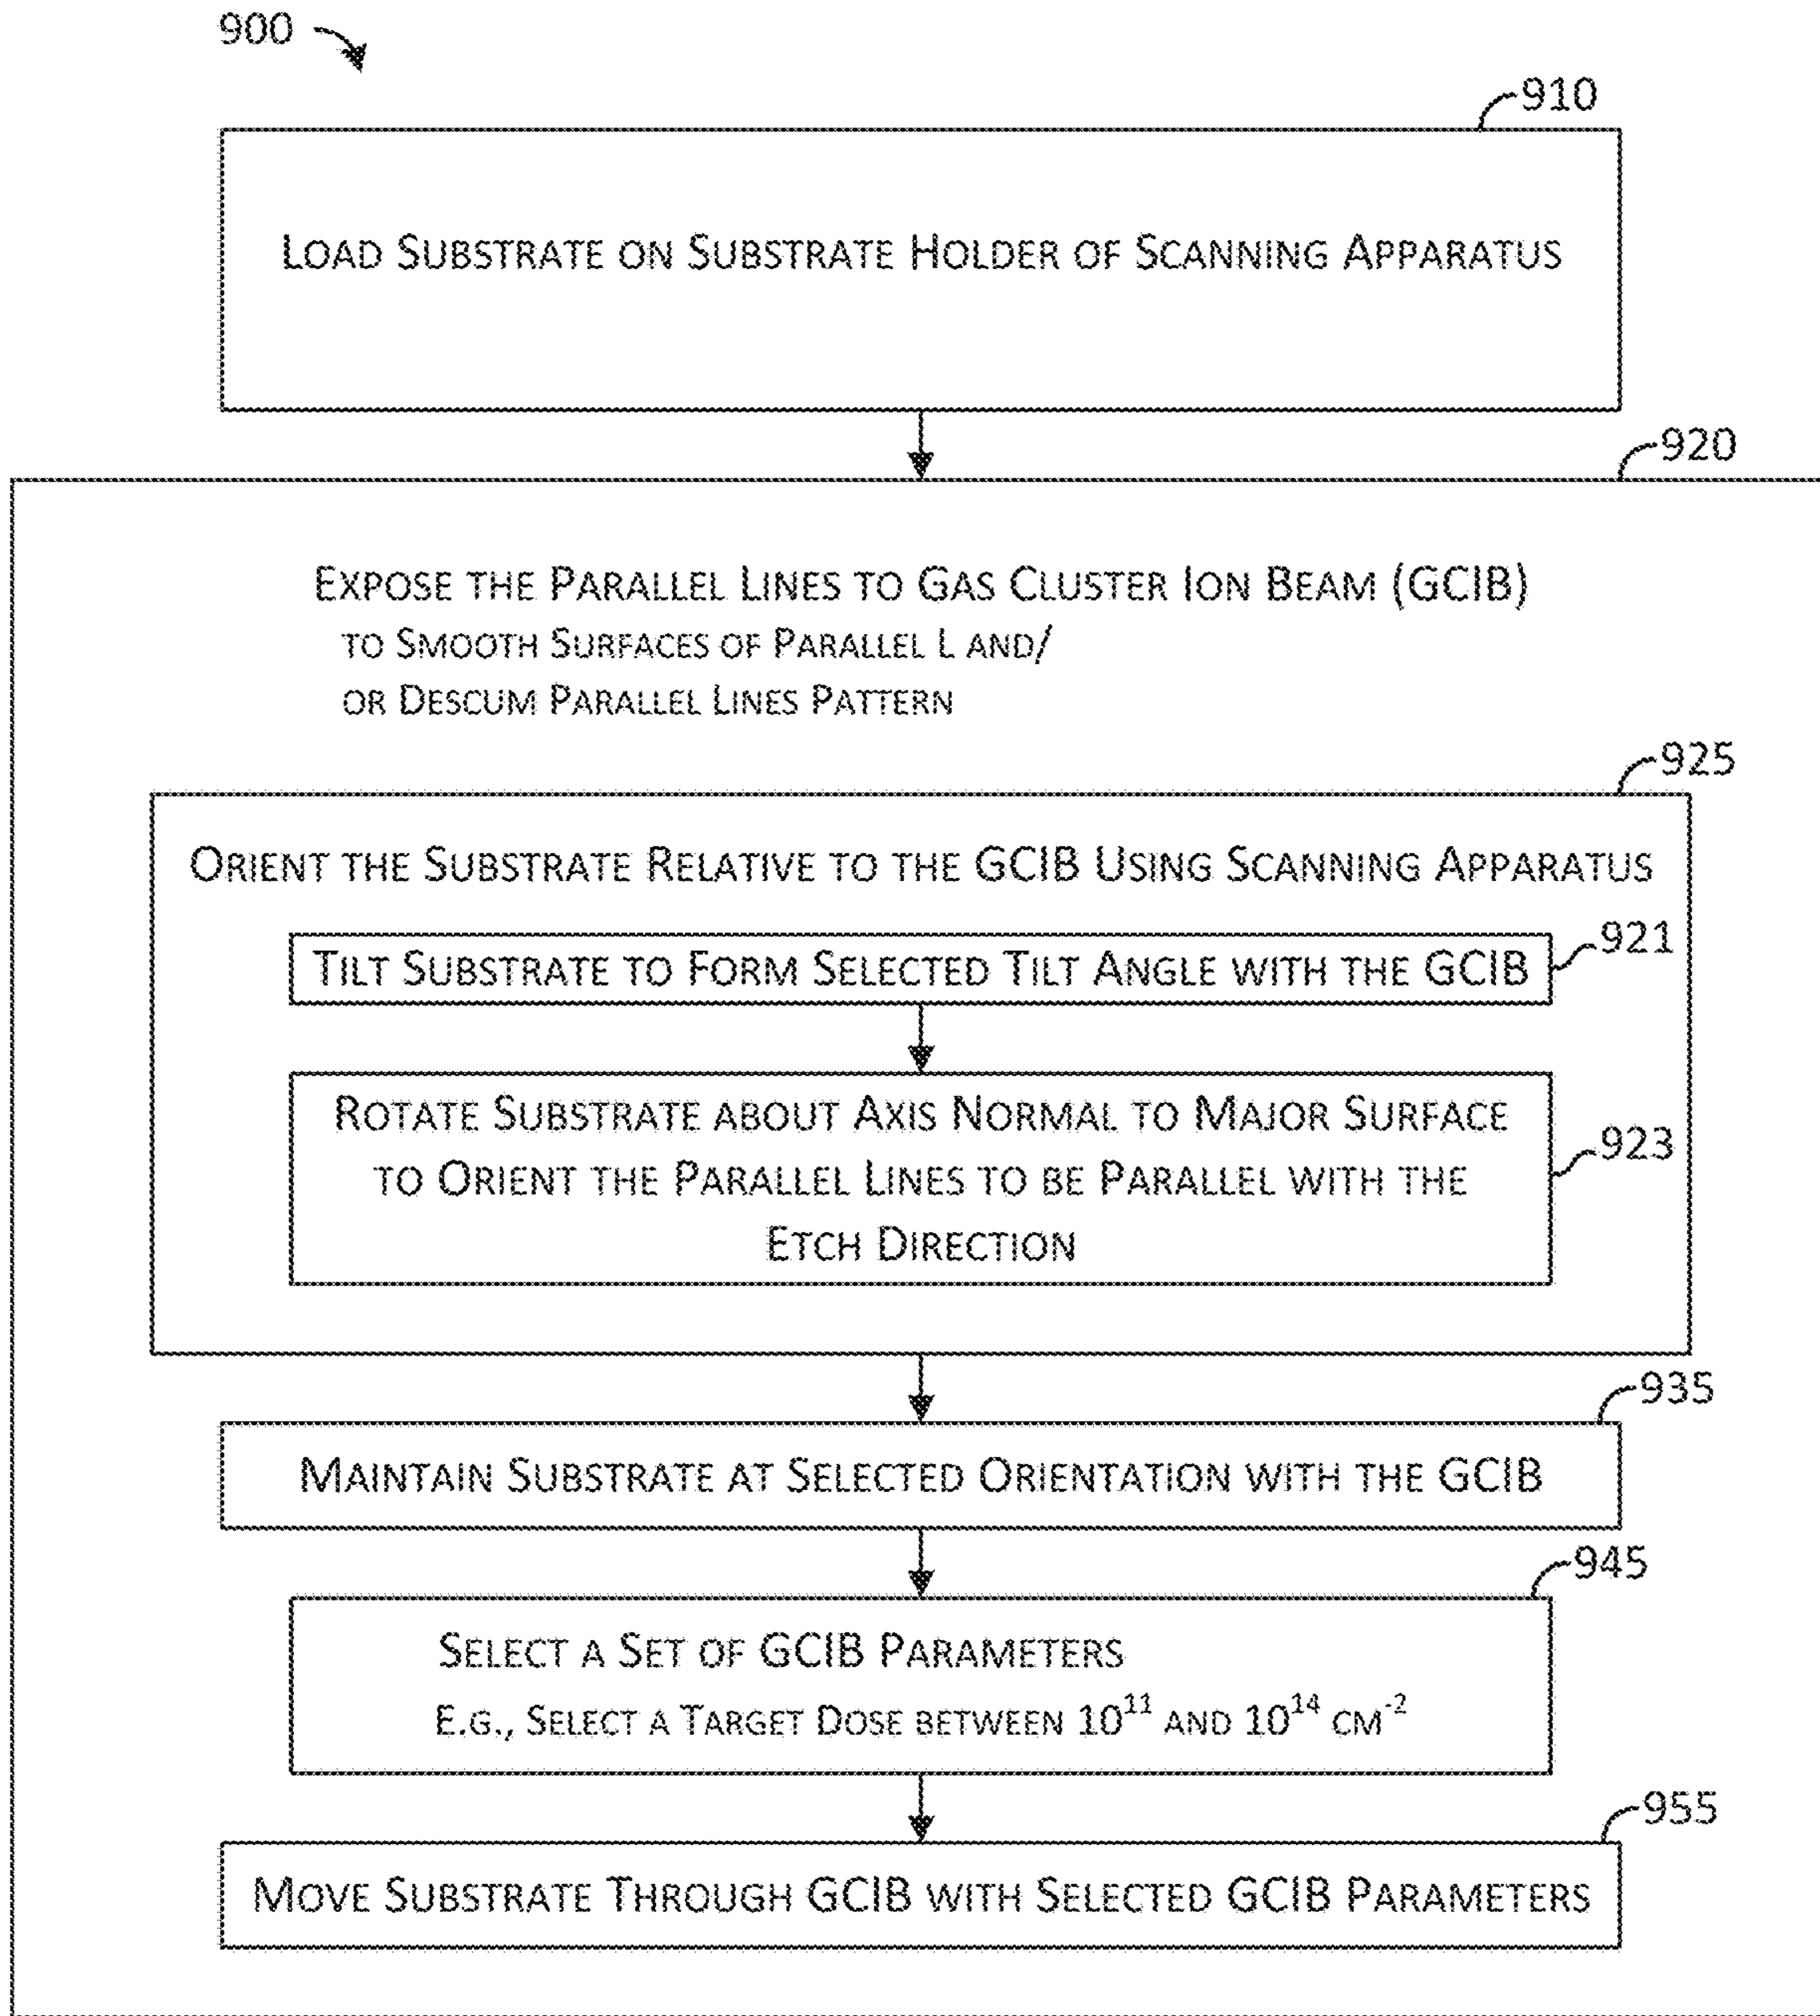 900
910
LOAD SUBSTRATE ON SUBSTRATE HOLDER OF SCANNING APPARATUS
920
EXPOSE THE PARALLEL LINES TO GAS CLUSTER ION BEAM (GCIB)
TO SMOOTH SURFACES OF PARALLEL L AND/
OR DESCUM PARALLEL LINES PATTERN
925
ORIENT THE SUBSTRATE RELATIVE TO THE GCIB USING SCANNING APPARATUS
921
TILT SUBSTRATE TO FORM SELECTED TILT ANGLE WITH THE GCIB
ROTATE SUBSTRATE ABOUT AXIS NORMAL TO MAJOR SURFACE
923
TO ORIENT THE PARALLEL LINES TO BE PARALLEL WITH THE
ETCH DIRECTION
935
MAINTAIN SUBSTRATE AT SELECTED ORIENTATION WITH THE GCIB
945
SELECT A SET OF GCIB PARAMETERS
E.G., SELECT A TARGET DOSE BETWEEN 10¹¹ AND 10¹⁴ CM⁻²
955
MOVE SUBSTRATE THROUGH GCIB WITH SELECTED GCIB PARAMETERS